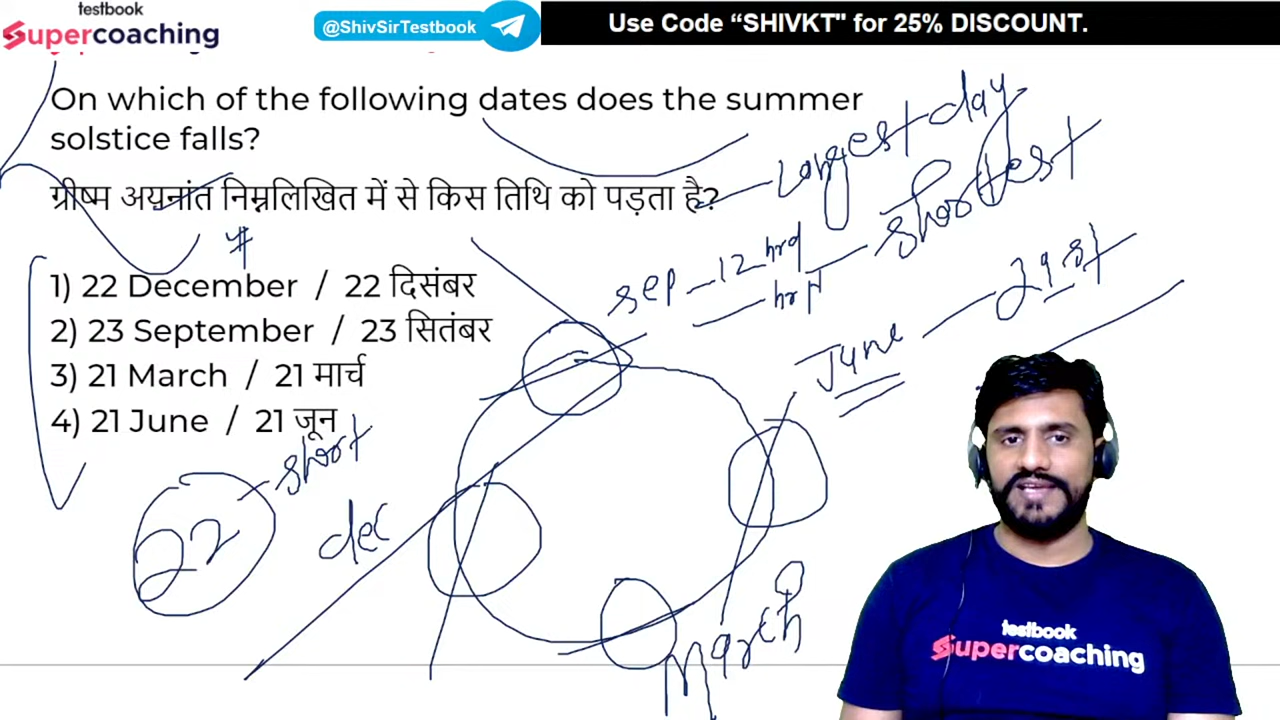 testbook
Supercoaching
@ShivSirTestbook
Use Code “SHIVKT" for 25% DISCOUNT.
On which of the following dates does the summer
solstice falls?
ग्रीष्म अयनांत निम्नलिखित में से किस तिथि को पड़ता है?
1) 22 December / 22 दिसंबर
2) 23 September / 23 सितंबर
3) 21 March / 21 मार्च
4) 21 June / 21 जून
Longest day
shortest
sep 12 hrd
hr N
June 21st
short
22
dec
March
testbook
Supercoaching